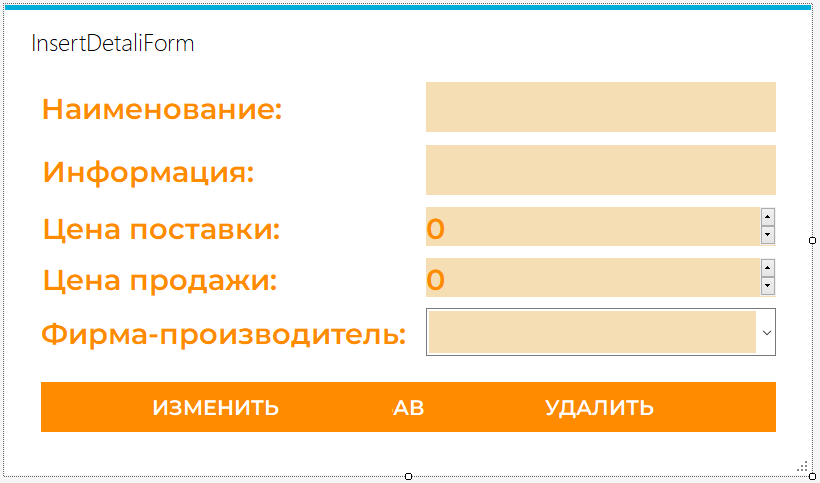 InsertDetaliForm
Наименование:
Информация:
Цена поставки: 0
Цена продажи: 0
Фирма-производитель:
ИЗМЕНИТЬ АВ УДАЛИТЬ